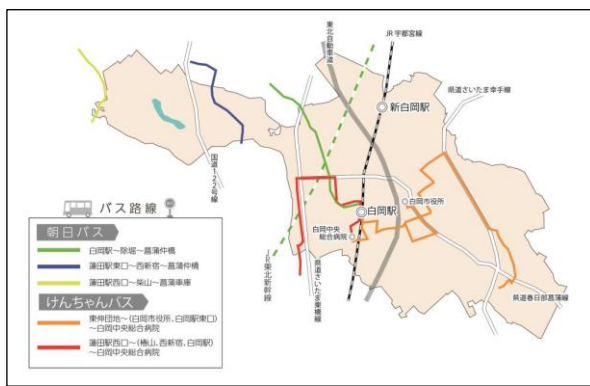 JR宇都宮線
東北自動車道
県道さいたま幸手線
新白岡駅
国道122号線
白岡市役所
白岡駅
白岡中央
総合病院
JR東北新幹線
県道さいたま栗橋線
県道春日部菖蒲線
バス路線
朝日バス
白岡駅~除堀~菖蒲仲橋
蓮田駅東口~西新宿~菖蒲仲橋
蓮田駅西口~柴山~菖蒲車庫
けんちゃんバス
東伸団地~(白岡市役所、白岡駅東口)
~白岡中央総合病院
蓮田駅西口~(椿山、西新宿、白岡駅)
~白岡中央総合病院